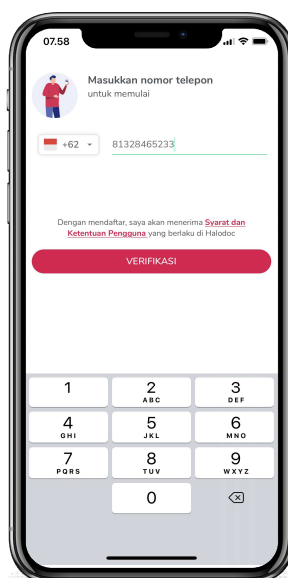 07.58
Masukkan nomor telepon
untuk memulai
+62 81328465233
Dengan mendaftar, saya akan menerima Syarat dan
Ketentuan Pengguna yang berlaku di Halodoc
VERIFIKASI
1 2 3
ABC DEF
4 5 6
GHI JKL MNO
7 8 9
PQRS TUV WXYZ
0